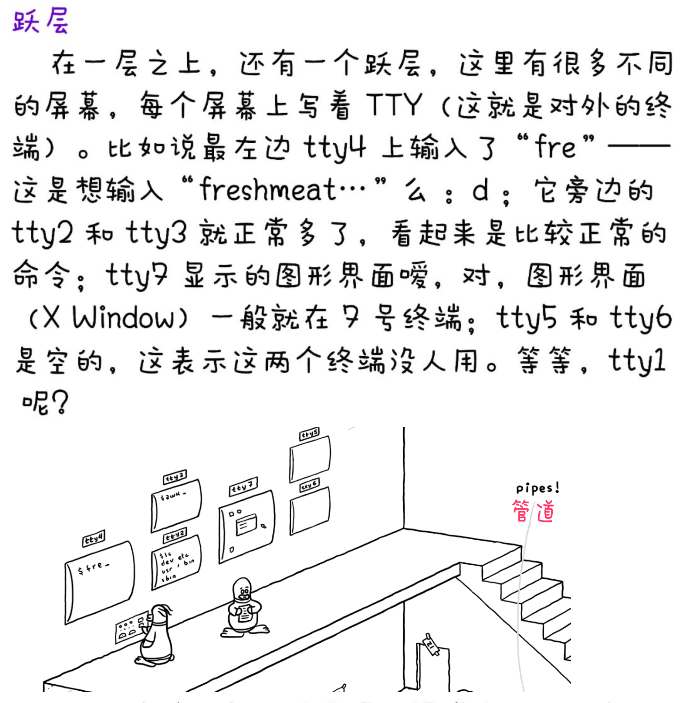 跃层
在一层之上，还有一个跃层，这里有很多不同
的屏幕，每个屏幕上写着 TTY（这就是对外的终
端）。比如说最左边 tty4 上输入了“fre”——
这是想输入“freshmeat…”么：d；它旁边的
tty2 和 tty3 就正常多了，看起来是比较正常的
命令；tty7 显示的图形界面嗳，对，图形界面
（X Window）一般就在 7 号终端；tty5 和 tty6
是空的，这表示这两个终端没人用。等等，tty1
呢？
tty5
tty3
$awk_
tty7
tty6
pipes!
管道
tty4
$fre_
tty2
$ls
dev etc
usr , bin
sbin